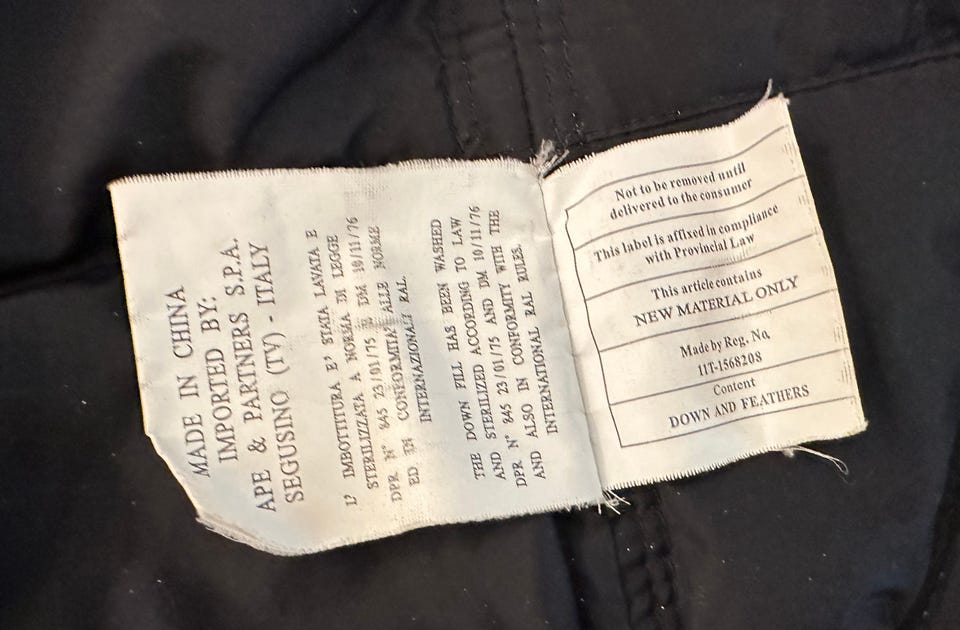 MADE IN CHINA
IMPORTED BY:
APE & PARTNERS S.P.A.
SEGUSINO (TV) - ITALY
L' IMBOTTITURA E' STATA LAVATA E
STERILIZZATA A NORMA DI LEGGE
DPR N° 845 23/01/75 DM 10/11/76
ED IN CONFORMITA' ALLE NORME
INTERNAZIONALI RAL.
THE DOWN FILL HAS BEEN WASHED
AND STERILIZED ACCORDING TO LAW
DPR N° 845 23/01/75 AND DM 10/11/76
AND ALSO IN CONFORMITY WITH THE
INTERNATIONAL RAL RULES.
Not to be removed until
delivered to the consumer
This label is affixed in compliance
with Provincial Law
This article contains
NEW MATERIAL ONLY
Made by Reg. No.
11T-1568208
Content
DOWN AND FEATHERS